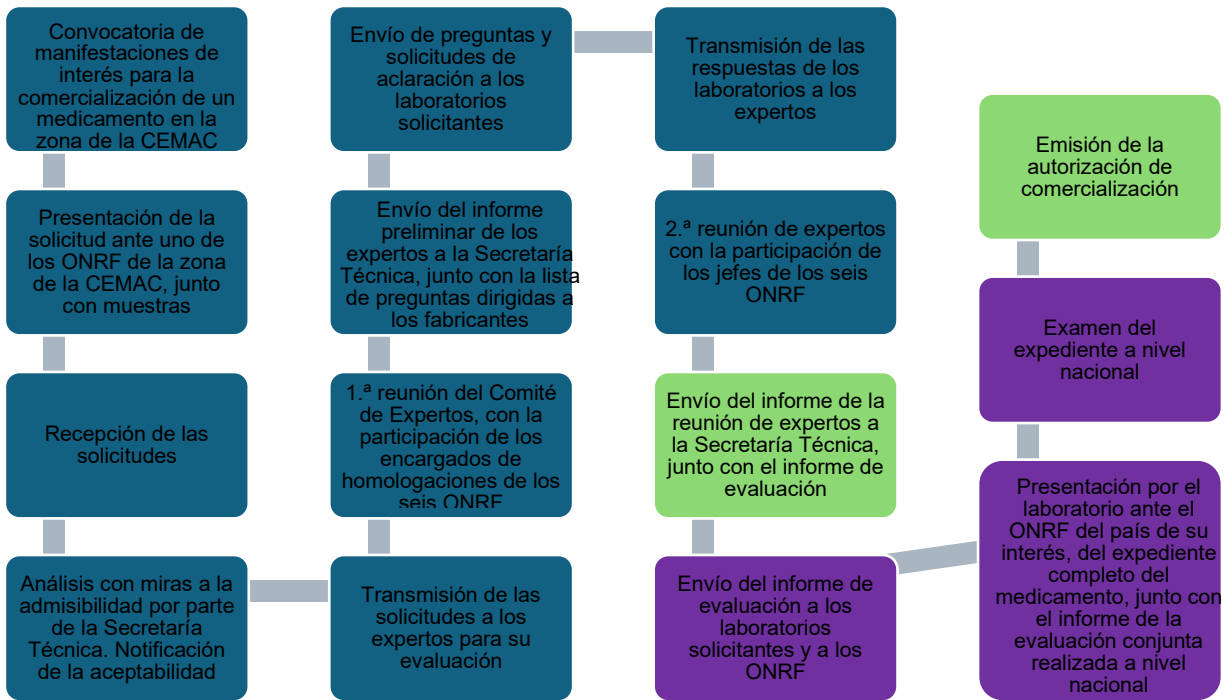 Convocatoria de
manifestaciones de
interés para la
comercialización de un
medicamento en la
zona de la CEMAC
Presentación de la
solicitud ante uno de
los ONRF de la zona
de la CEMAC, junto
con muestras
Recepción de las
solicitudes
Análisis con miras a la
admisibilidad por parte
de la Secretaría
Técnica. Notificación
de la aceptabilidad
Transmisión de las
solicitudes a los
expertos para su
evaluación
1.ª reunión del Comité
de Expertos, con la
participación de los
encargados de
homologaciones de los
seis ONRF
Envío del informe
preliminar de los
expertos a la Secretaría
Técnica, junto con la lista
de preguntas dirigidas a
los fabricantes
Envío de preguntas y
solicitudes de
aclaración a los
laboratorios
solicitantes
Transmisión de las
respuestas de los
laboratorios a los
expertos
2.ª reunión de expertos
con la participación de
los jefes de los seis
ONRF
Envío del informe de la
reunión de expertos a
la Secretaría Técnica,
junto con el informe de
evaluación
Envío del informe de
evaluación a los
laboratorios
solicitantes y a los
ONRF
Presentación por el
laboratorio ante el
ONRF del país de su
interés, del expediente
completo del
medicamento, junto con
el informe de la
evaluación conjunta
realizada a nivel
nacional
Examen del
expediente a nivel
nacional
Emisión de la
autorización de
comercialización